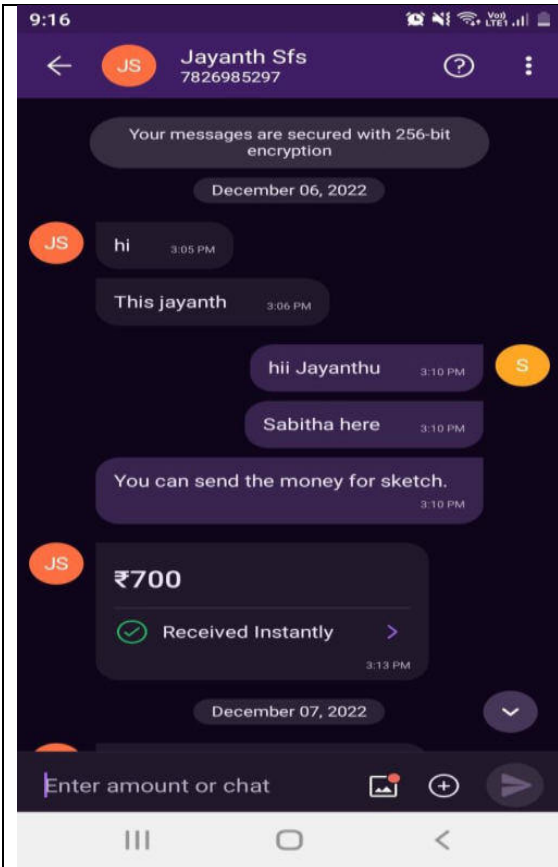 9:16
Vo))
LTE1
JS
Jayanth Sfs
7826985297
?
Your messages are secured with 256-bit
encryption
December 06, 2022
JS
hi 3:05 PM
This jayanth 3:06 PM
hii Jayanthu 3:10 PM
S
Sabitha here 3:10 PM
You can send the money for sketch.
3:10 PM
JS
₹700
Received Instantly
3:13 PM
December 07, 2022
Enter amount or chat